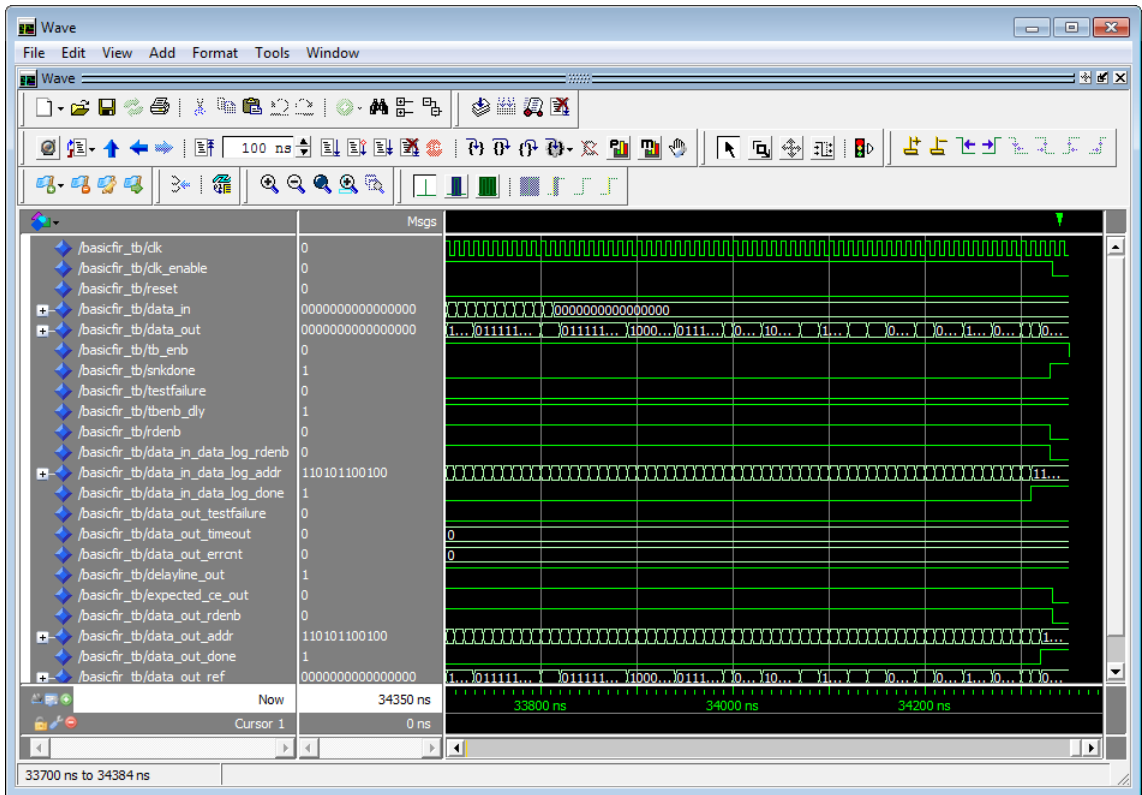 Wave
File Edit View Add Format Tools Window
Wave
100 ns
Msgs
/basicfir_tb/clk 0
/basicfir_tb/clk_enable 0
/basicfir_tb/reset 0
/basicfir_tb/data_in 0000000000000000 0000000000000000
/basicfir_tb/data_out 0000000000000000 1... 011111... 011111... 1000... 0111... 0... 10... 1... 0... 0... 1... 0... 0...
/basicfir_tb/tb_enb 0
/basicfir_tb/snkdone 1
/basicfir_tb/testfailure 0
/basicfir_tb/tbenb_dly 1
/basicfir_tb/rdenb 0
/basicfir_tb/data_in_data_log_rdenb 0
/basicfir_tb/data_in_data_log_addr 110101100100 11...
/basicfir_tb/data_in_data_log_done 1
/basicfir_tb/data_out_testfailure 0
/basicfir_tb/data_out_timeout 0 0
/basicfir_tb/data_out_errcnt 0 0
/basicfir_tb/delayline_out 1
/basicfir_tb/expected_ce_out 0
/basicfir_tb/data_out_rdenb 0
/basicfir_tb/data_out_addr 110101100100 1...
/basicfir_tb/data_out_done 1
/basicfir_tb/data_out_ref 0000000000000000 1... 011111... 011111... 1000... 0111... 0... 10... 1... 0... 0... 1... 0... 0...
Now 34350 ns 33800 ns 34000 ns 34200 ns
Cursor 1 0 ns
33700 ns to 34384 ns